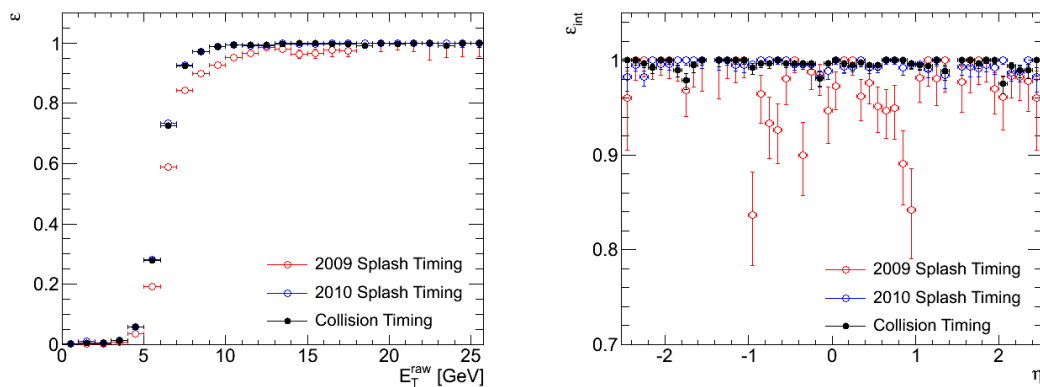 ε
1
0.8
0.6
0.4
0.2
0
0 5 10 15 20 25
E_T^raw [GeV]
2009 Splash Timing
2010 Splash Timing
Collision Timing
ε_int
1
0.9
0.8
0.7
-2 -1 0 1 2
η
2009 Splash Timing
2010 Splash Timing
Collision Timing